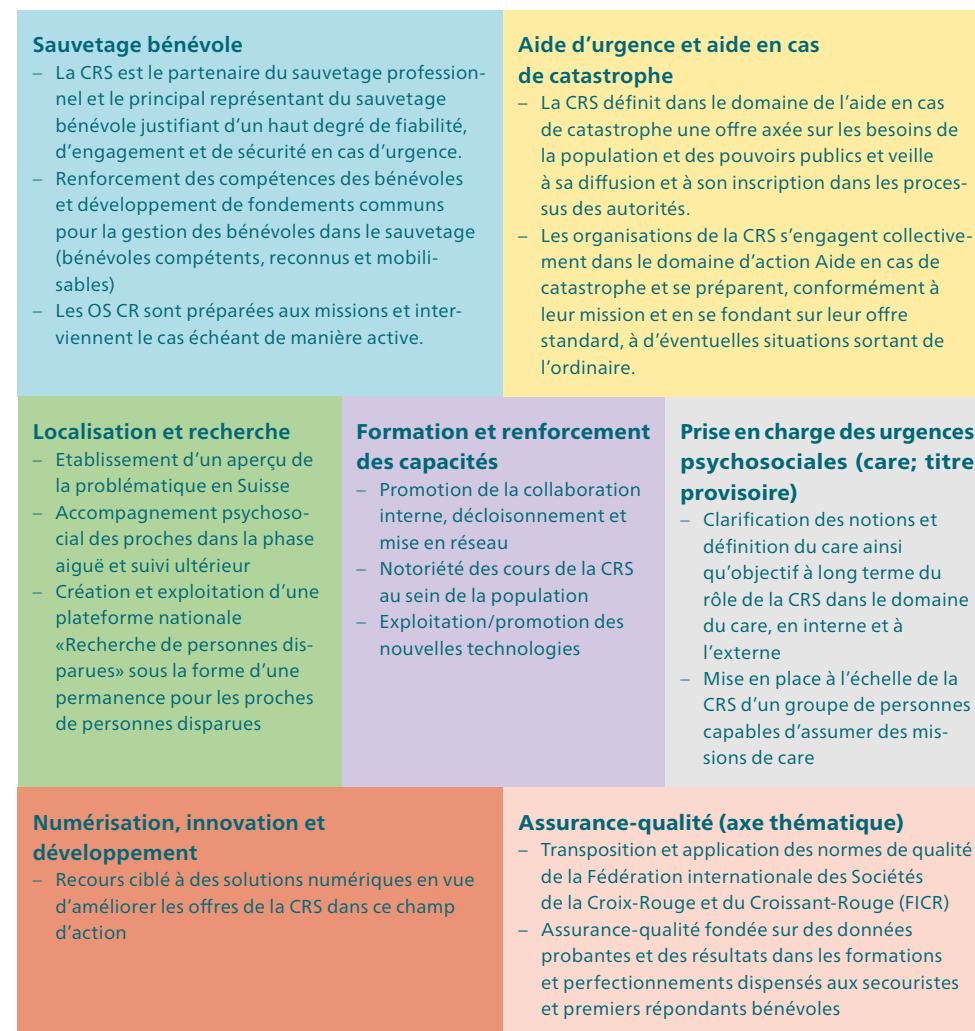 Sauvetage bénévole
– La CRS est le partenaire du sauvetage profession-
nel et le principal représentant du sauvetage
bénévole justifiant d’un haut degré de fiabilité,
d’engagement et de sécurité en cas d’urgence.
– Renforcement des compétences des bénévoles
et développement de fondements communs
pour la gestion des bénévoles dans le sauvetage
(bénévoles compétents, reconnus et mobili-
sables)
– Les OS CR sont préparées aux missions et inter-
viennent le cas échéant de manière active.
Aide d’urgence et aide en cas
de catastrophe
– La CRS définit dans le domaine de l’aide en cas
de catastrophe une offre axée sur les besoins de
la population et des pouvoirs publics et veille
à sa diffusion et à son inscription dans les proces-
sus des autorités.
– Les organisations de la CRS s’engagent collective-
ment dans le domaine d’action Aide en cas de
catastrophe et se préparent, conformément à
leur mission et en se fondant sur leur offre
standard, à d’éventuelles situations sortant de
l’ordinaire.
Localisation et recherche
– Etablissement d’un aperçu de
la problématique en Suisse
– Accompagnement psychoso-
cial des proches dans la phase
aiguë et suivi ultérieur
– Création et exploitation d’une
plateforme nationale
«Recherche de personnes dis-
parues» sous la forme d’une
permanence pour les proches
de personnes disparues
Formation et renforcement
des capacités
– Promotion de la collaboration
interne, décloisonnement et
mise en réseau
– Notoriété des cours de la CRS
au sein de la population
– Exploitation/promotion des
nouvelles technologies
Prise en charge des urgences
psychosociales (care; titre
provisoire)
– Clarification des notions et
définition du care ainsi
qu’objectif à long terme du
rôle de la CRS dans le domaine
du care, en interne et à
l’externe
– Mise en place à l’échelle de la
CRS d’un groupe de personnes
capables d’assumer des mis-
sions de care
Numérisation, innovation et
développement
– Recours ciblé à des solutions numériques en vue
d’améliorer les offres de la CRS dans ce champ
d’action
Assurance-qualité (axe thématique)
– Transposition et application des normes de qualité
de la Fédération internationale des Sociétés
de la Croix-Rouge et du Croissant-Rouge (FICR)
– Assurance-qualité fondée sur des données
probantes et des résultats dans les formations
et perfectionnements dispensés aux secouristes
et premiers répondants bénévoles